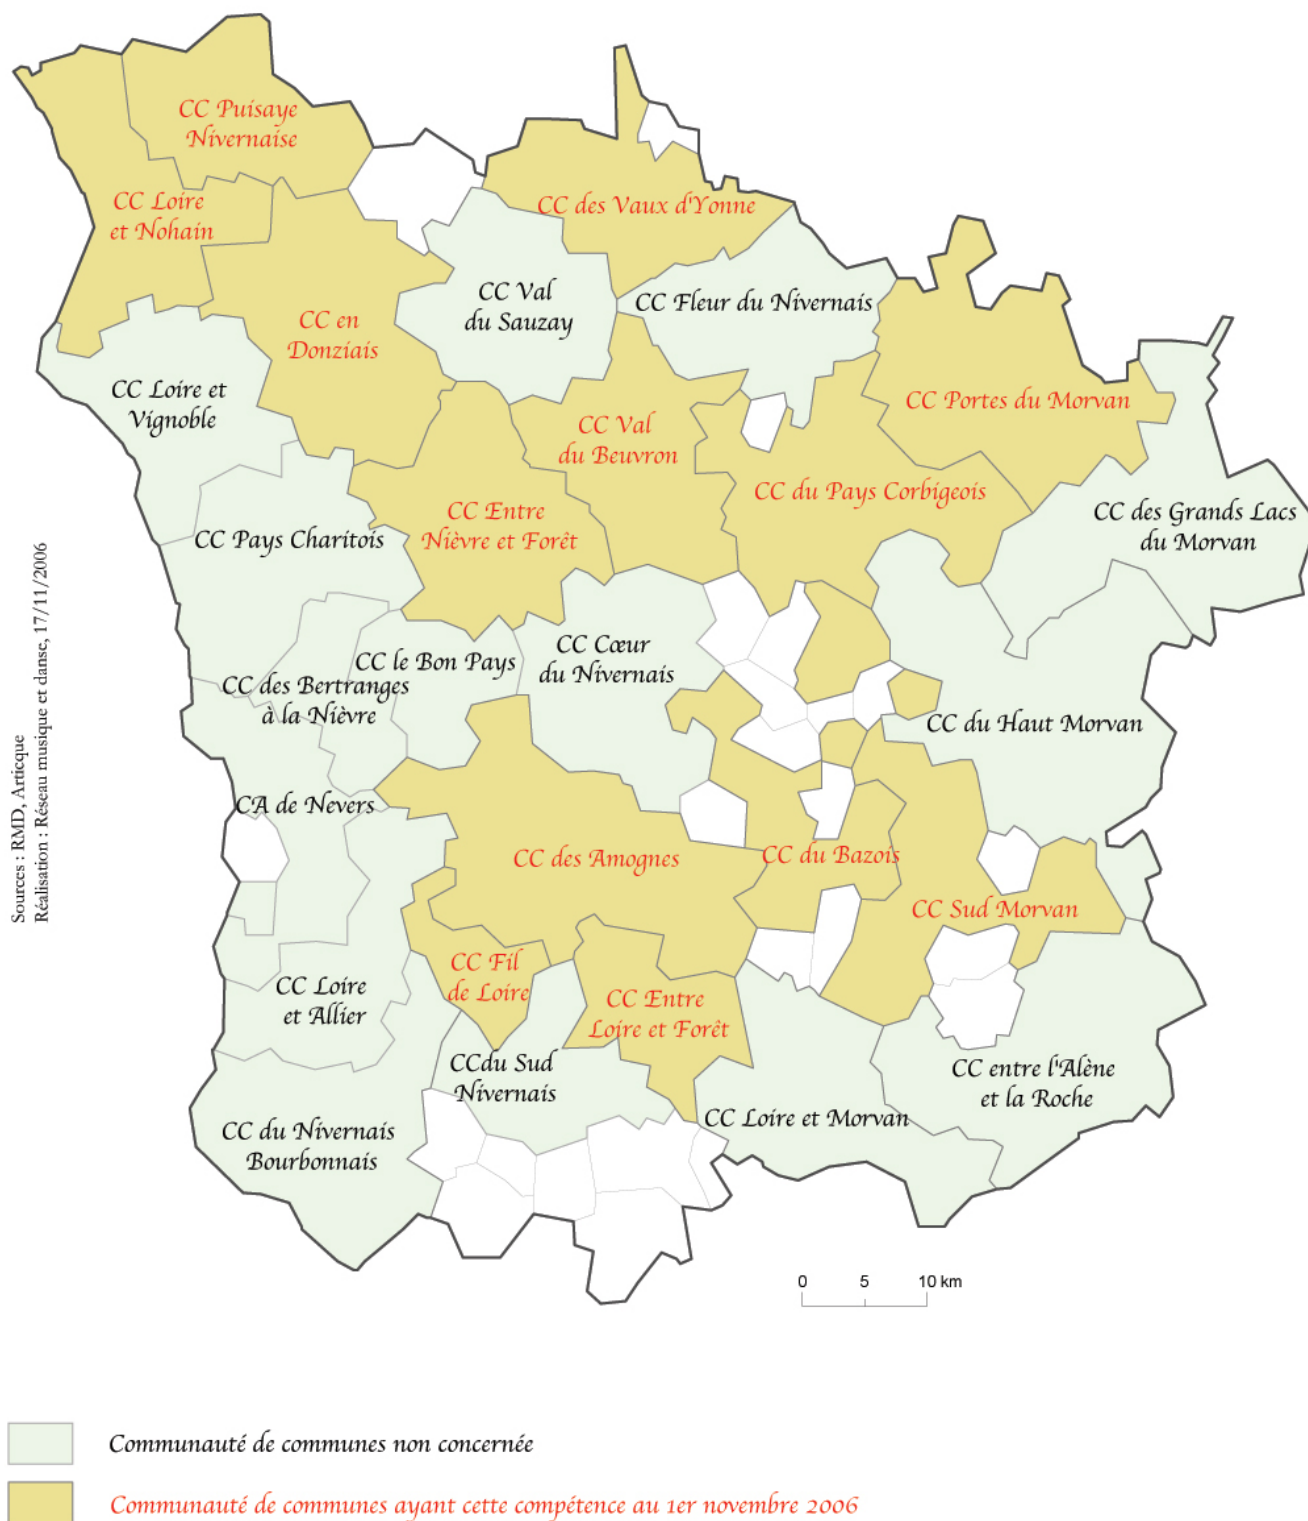 CC Puisaye
Nivernaise
CC Loire
et Nohain
CC des Vaux d'Yonne
CC Val
du Sauzay
CC Fleur du Nivernais
CC en
Donziais
CC Loire et
Vignoble
CC Portes du Morvan
CC Val
du Beuvron
CC du Pays Corbigeois
CC Entre
Nièvre et Forêt
CC des Grands Lacs
du Morvan
CC Pays Charitois
CC le Bon Pays
CC Cœur
du Nivernais
CC des Bertranges
à la Nièvre
CC du Haut Morvan
CA de Nevers
CC des Amognes
CC du Bazois
CC Sud Morvan
CC Fil
de Loire
CC Loire
et Allier
CC Entre
Loire et Forêt
CCdu Sud
Nivernais
CC entre l'Alène
et la Roche
CC Loire et Morvan
CC du Nivernais
Bourbonnais
Sources : RMD, Articque
Réalisation : Réseau musique et danse, 17/11/2006
0 5 10 km
Communauté de communes non concernée
Communauté de communes ayant cette compétence au 1er novembre 2006